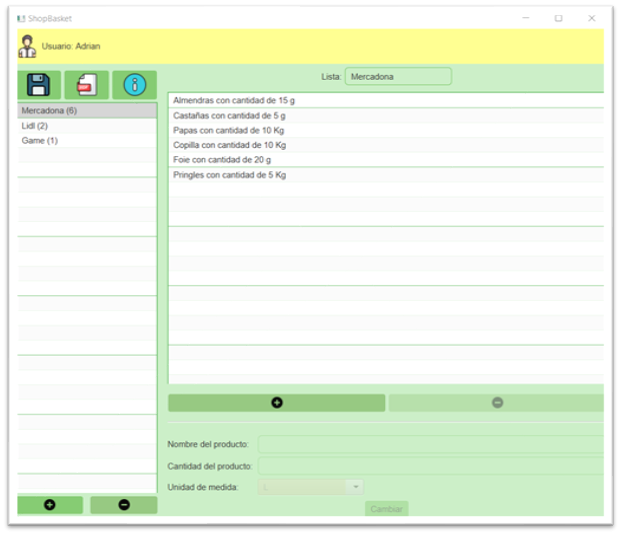 ShopBasket
Usuario: Adrian
Lista: Mercadona
Mercadona (6)
Lidl (2)
Game (1)
Almendras con cantidad de 15 g
Castañas con cantidad de 5 g
Papas con cantidad de 10 Kg
Copilla con cantidad de 10 Kg
Foie con cantidad de 20 g
Pringles con cantidad de 5 Kg
Nombre del producto:
Cantidad del producto:
Unidad de medida: L
Cambiar